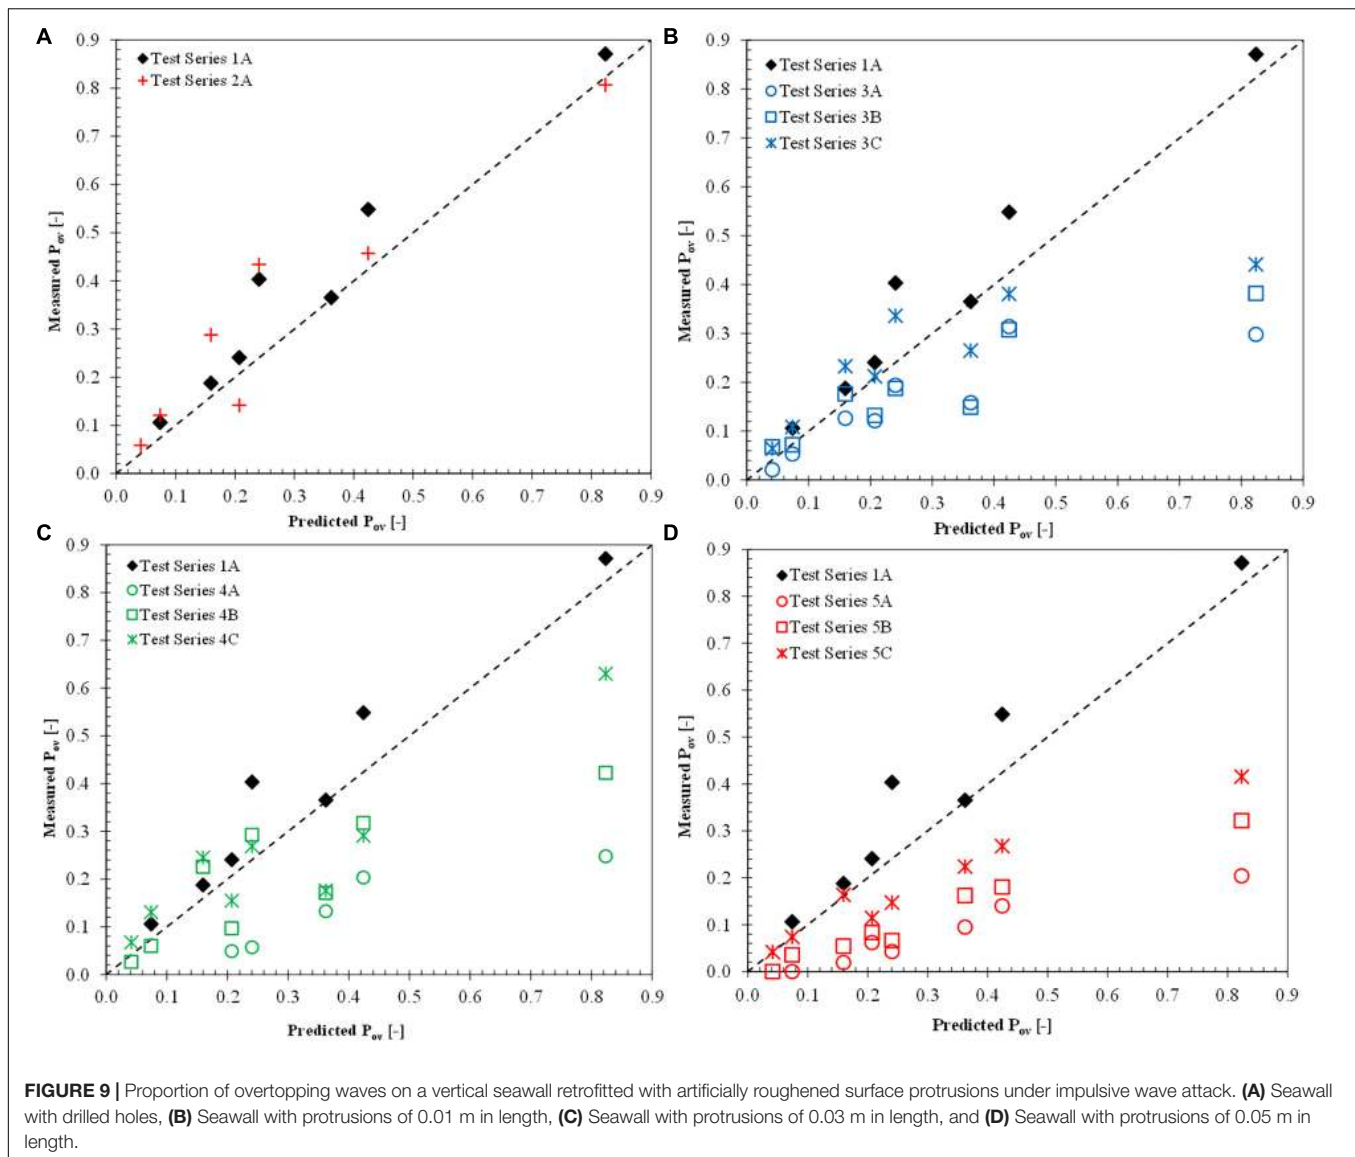 A
Test Series 1A
Test Series 2A
0.9
0.8
0.7
0.6
0.5
0.4
0.3
0.2
0.1
0.0
Measured Pov [-]
0.0 0.1 0.2 0.3 0.4 0.5 0.6 0.7 0.8 0.9
Predicted Pov [-]
B
Test Series 1A
Test Series 3A
Test Series 3B
Test Series 3C
0.9
0.8
0.7
0.6
0.5
0.4
0.3
0.2
0.1
0.0
Measured Pov [-]
0.0 0.1 0.2 0.3 0.4 0.5 0.6 0.7 0.8 0.9
Predicted Pov [-]
C
Test Series 1A
Test Series 4A
Test Series 4B
Test Series 4C
0.9
0.8
0.7
0.6
0.5
0.4
0.3
0.2
0.1
0.0
Measured Pov [-]
0.0 0.1 0.2 0.3 0.4 0.5 0.6 0.7 0.8 0.9
Predicted Pov [-]
D
Test Series 1A
Test Series 5A
Test Series 5B
Test Series 5C
0.9
0.8
0.7
0.6
0.5
0.4
0.3
0.2
0.1
0.0
Measured Pov [-]
0.0 0.1 0.2 0.3 0.4 0.5 0.6 0.7 0.8 0.9
Predicted Pov [-]
FIGURE 9 | Proportion of overtopping waves on a vertical seawall retrofitted with artificially roughened surface protrusions under impulsive wave attack. (A) Seawall
with drilled holes, (B) Seawall with protrusions of 0.01 m in length, (C) Seawall with protrusions of 0.03 m in length, and (D) Seawall with protrusions of 0.05 m in
length.